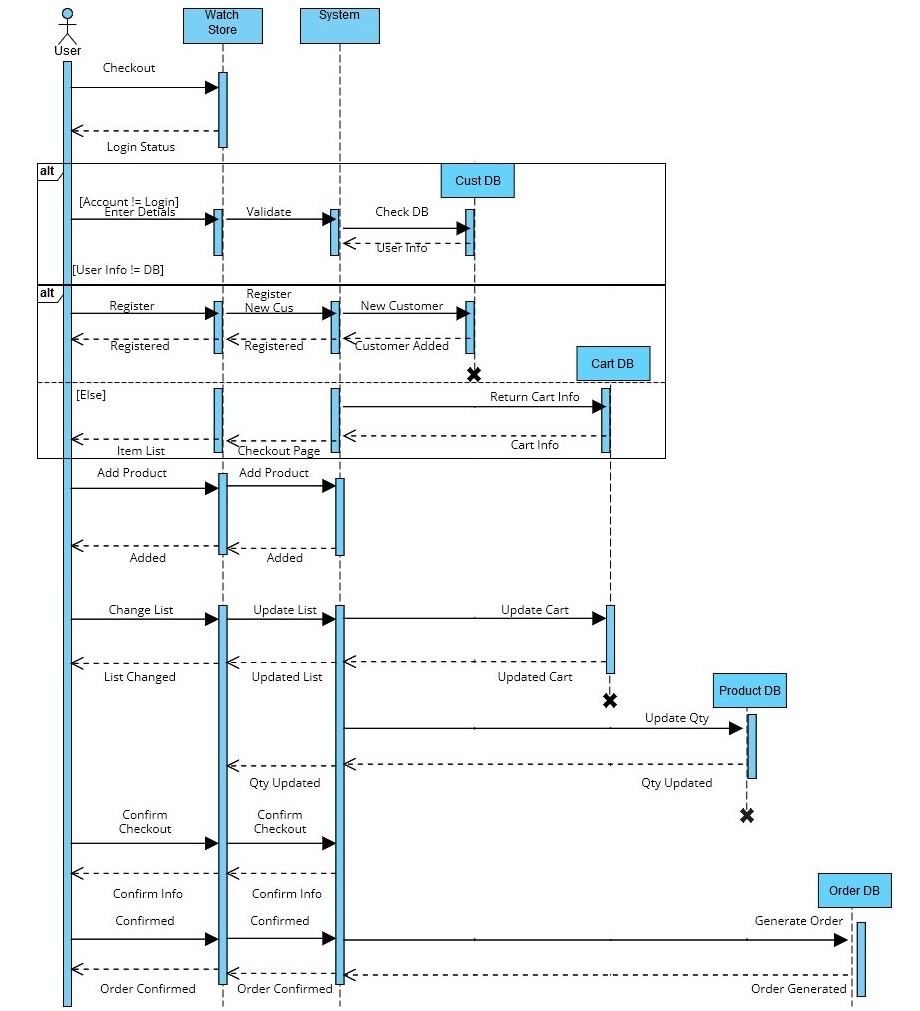 Watch
Store
System
User
Checkout
Login Status
alt
Cust DB
[Account != Login]
Enter Detials
Validate
Check DB
User Info
[User Info != DB]
alt
Register
Register
New Cus
New Customer
Registered
Registered
Customer Added
Cart DB
[Else]
Return Cart Info
Item List
Checkout Page
Cart Info
Add Product
Add Product
Added
Added
Change List
Update List
Update Cart
List Changed
Updated List
Updated Cart
Product DB
Update Qty
Qty Updated
Qty Updated
Confirm
Checkout
Confirm
Checkout
Confirm Info
Confirm Info
Order DB
Confirmed
Confirmed
Generate Order
Order Confirmed
Order Confirmed
Order Generated